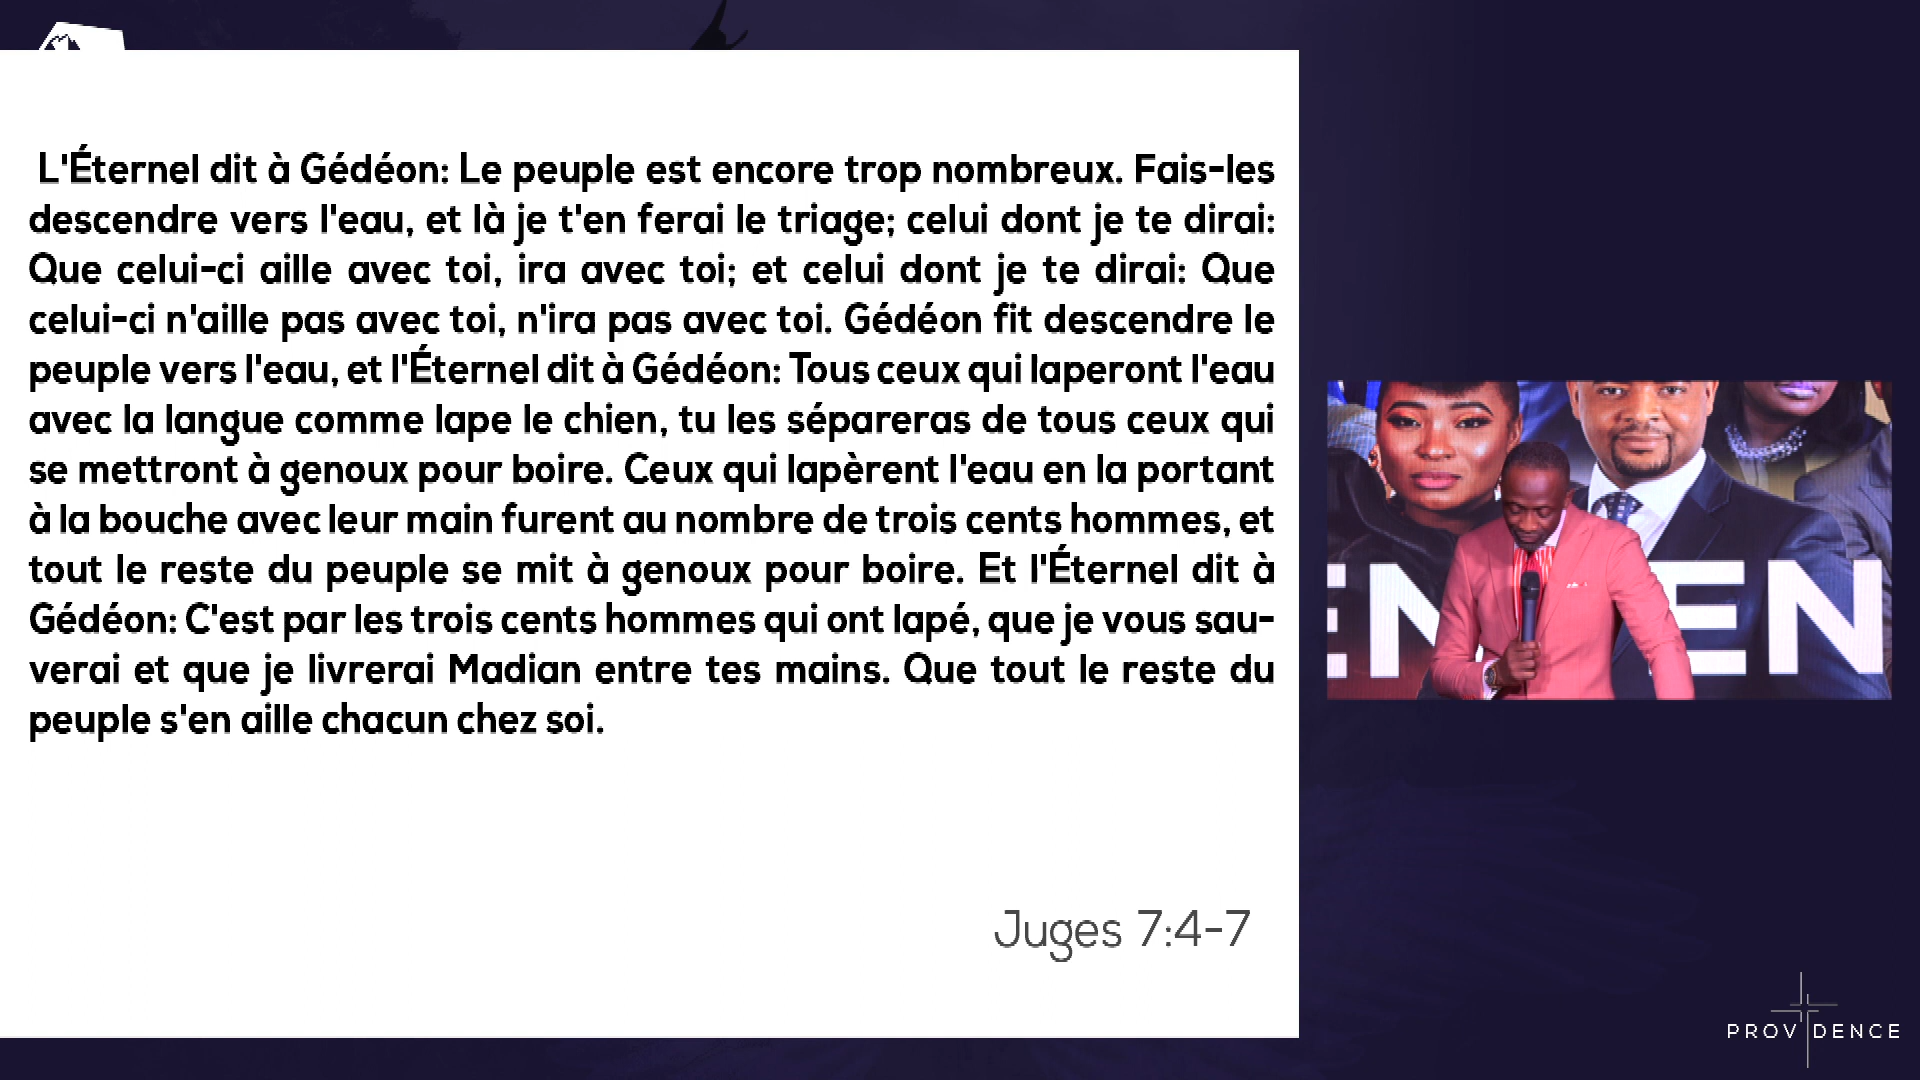 L'Éternel dit à Gédéon: Le peuple est encore trop nombreux. Fais-les
descendre vers l'eau, et là je t'en ferai le triage; celui dont je te dirai:
Que celui-ci aille avec toi, ira avec toi; et celui dont je te dirai: Que
celui-ci n'aille pas avec toi, n'ira pas avec toi. Gédéon fit descendre le
peuple vers l'eau, et l'Éternel dit à Gédéon: Tous ceux qui laperont l'eau
avec la langue comme lape le chien, tu les sépareras de tous ceux qui
se mettront à genoux pour boire. Ceux qui lapèrent l'eau en la portant
à la bouche avec leur main furent au nombre de trois cents hommes, et
tout le reste du peuple se mit à genoux pour boire. Et l'Éternel dit à
Gédéon: C'est par les trois cents hommes qui ont lapé, que je vous sau-
verai et que je livrerai Madian entre tes mains. Que tout le reste du
peuple s'en aille chacun chez soi.
Juges 7:4-7
EN EN
PROVIDENCE